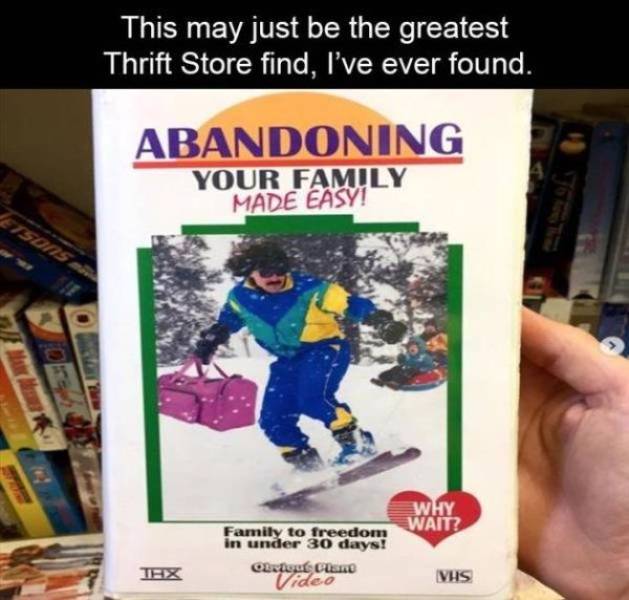 This may just be the greatest
Thrift Store find, I've ever found.
ABANDONING
YOUR FAMILY
MADE EASY!
WHY
WAIT?
Family to freedom
in under 30 days!
Obvious Plant
Video
THX
VHS